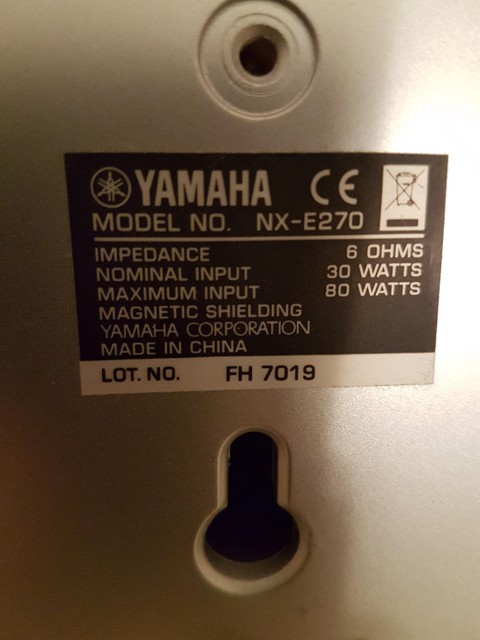 YAMAHA CE
MODEL NO. NX-E270
IMPEDANCE 6 OHMS
NOMINAL INPUT 30 WATTS
MAXIMUM INPUT 80 WATTS
MAGNETIC SHIELDING
YAMAHA CORPORATION
MADE IN CHINA
LOT. NO. FH 7019